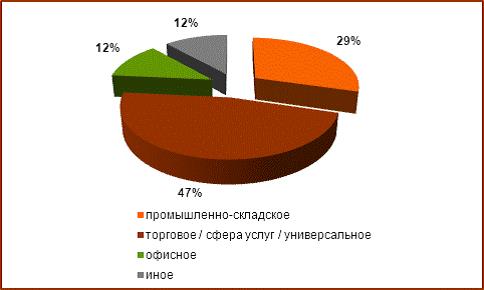 12%
29%
12%
47%
промышленно-складское
торговое / сфера услуг / универсальное
офисное
иное